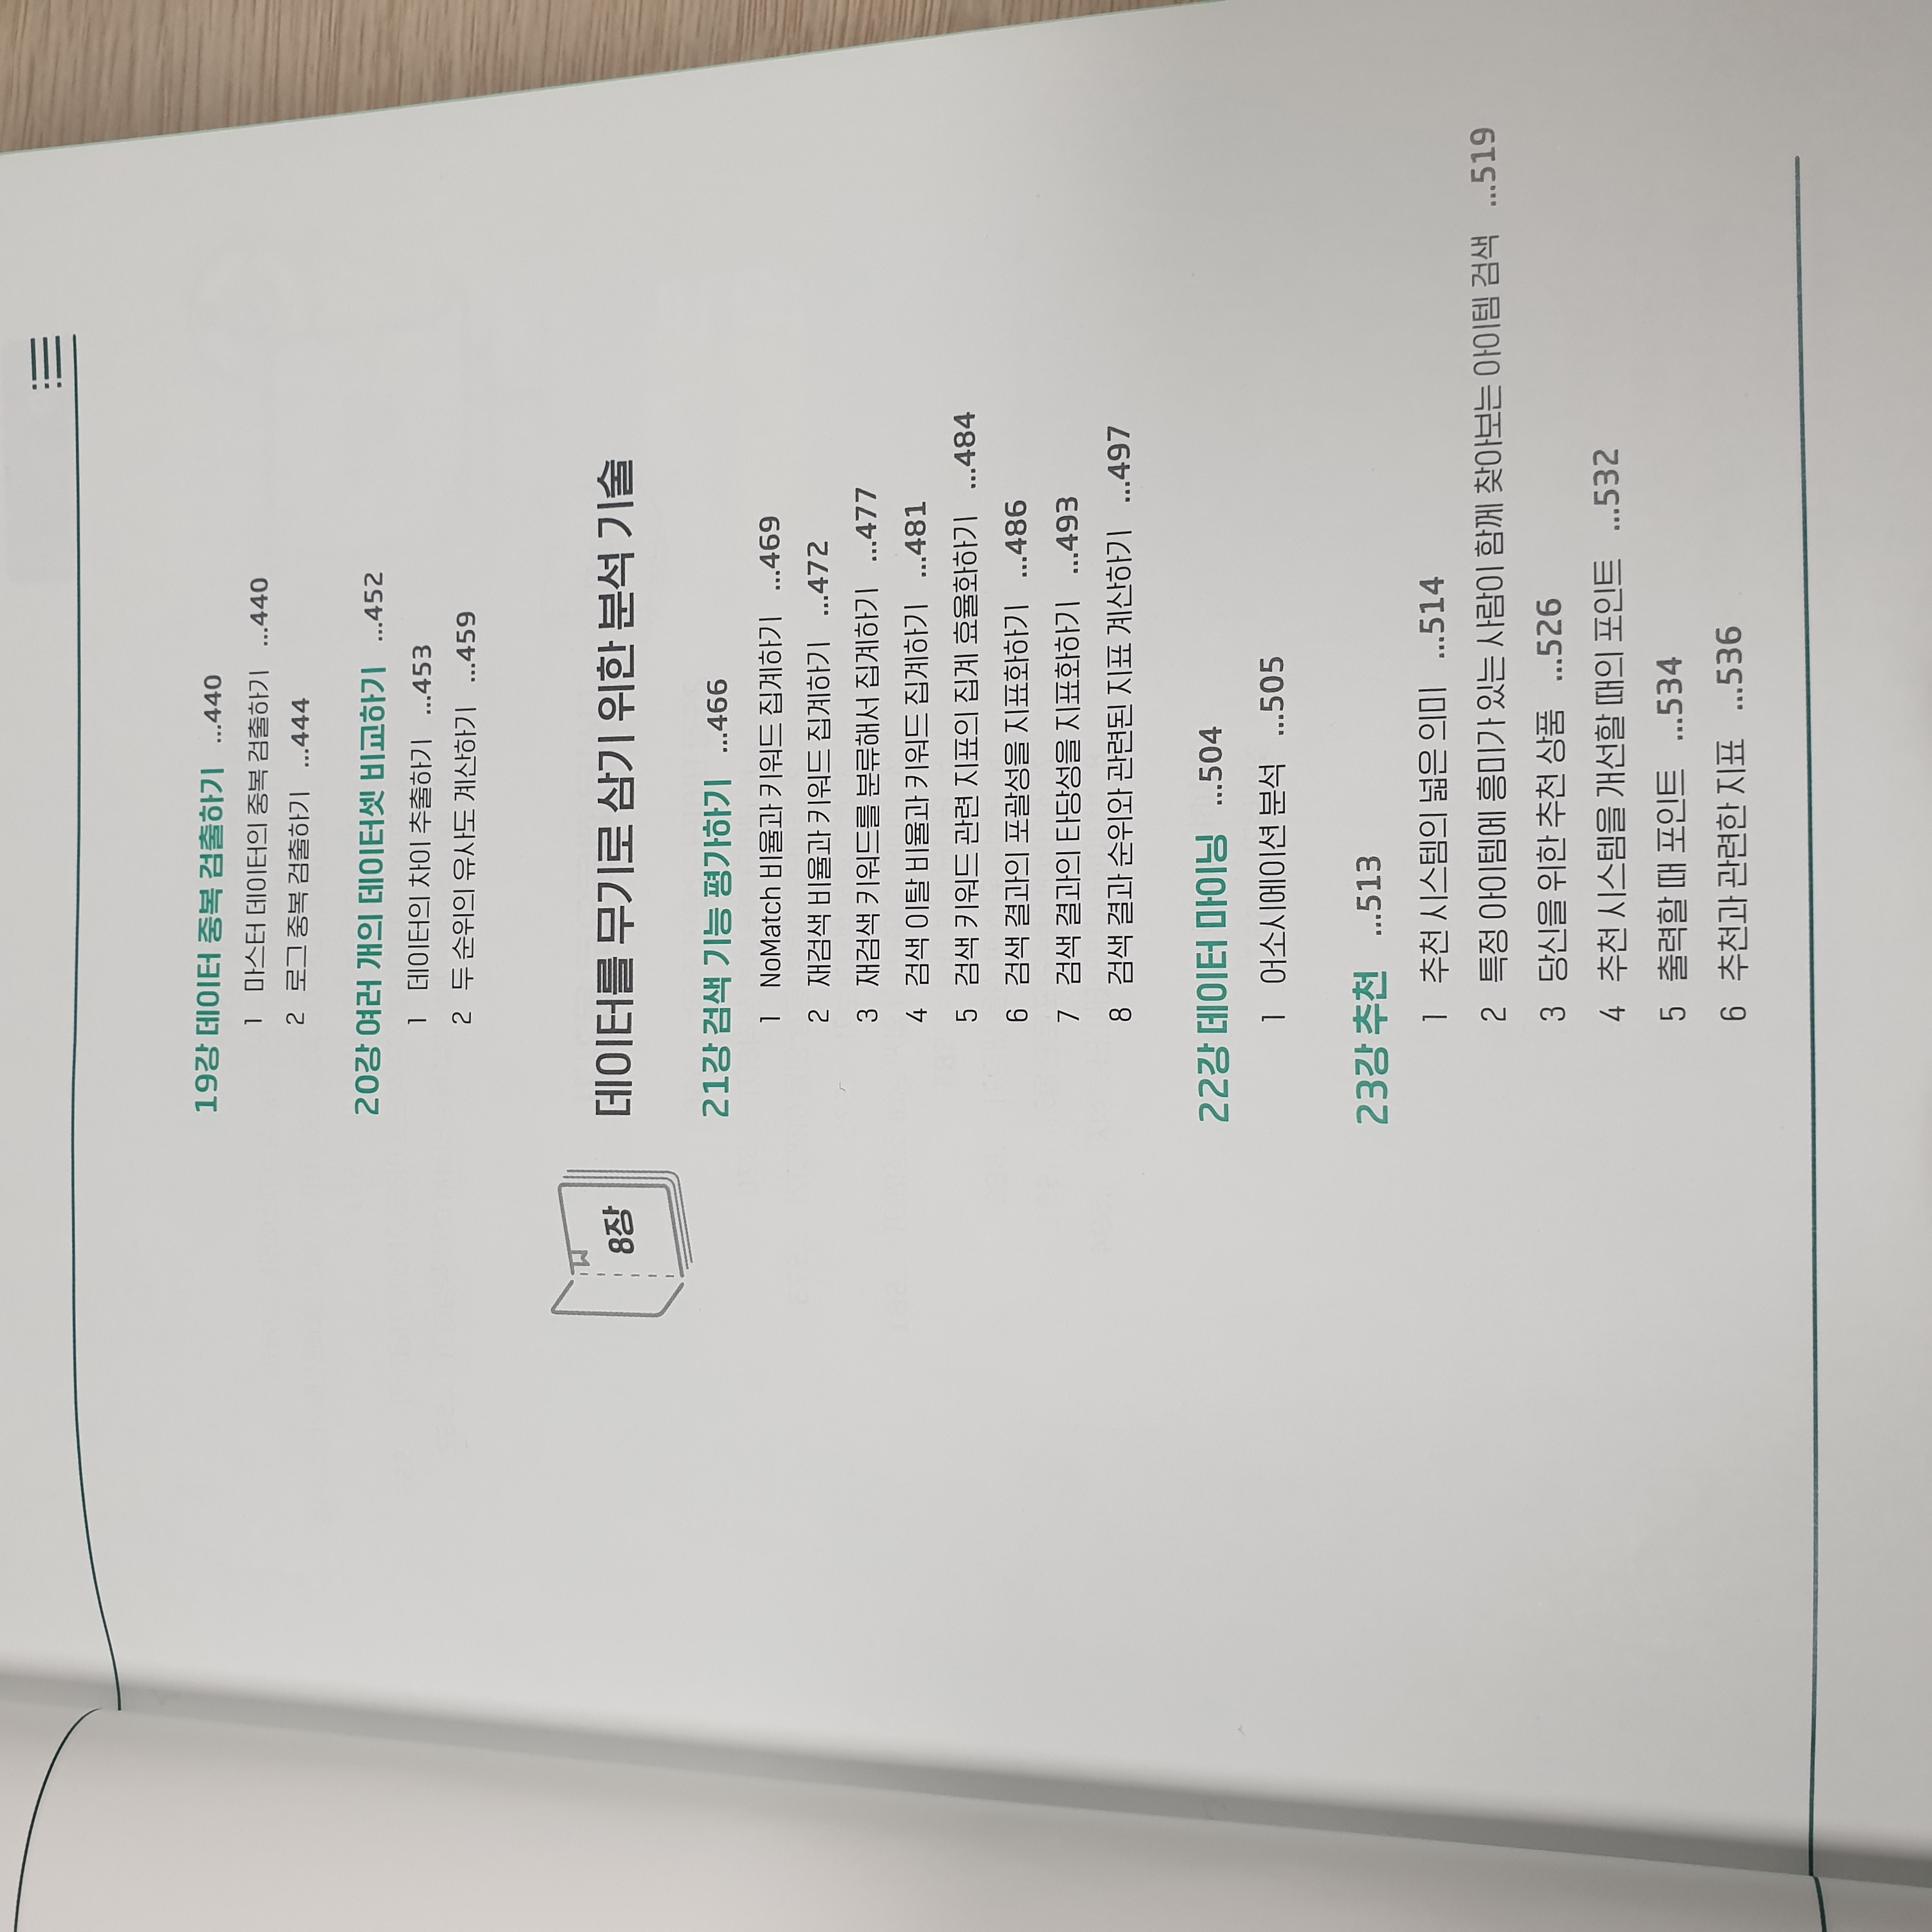 19강 데이터 중복 검출하기 ...440
1 마스터 데이터의 중복 검출하기 ...440
2 로그 중복 검출하기 ...444
20강 여러 개의 데이터셋 비교하기 ...452
1 데이터의 차이 추출하기 ...453
2 두 순위의 유사도 계산하기 ...459
8장 데이터를 무기로 삼기 위한 분석 기술
21강 검색 기능 평가하기 ...466
1 NoMatch 비율과 키워드 집계하기 ...469
2 재검색 비율과 키워드 집계하기 ...472
3 재검색 키워드를 분류해서 집계하기 ...477
4 검색 이탈 비율과 키워드 집계하기 ...481
5 검색 키워드 관련 지표의 집계 효율화하기 ...484
6 검색 결과의 포괄성을 지표화하기 ...486
7 검색 결과의 타당성을 지표화하기 ...493
8 검색 결과 순위와 관련된 지표 계산하기 ...497
22강 데이터 마이닝 ...504
1 어소시에이션 분석 ...505
23강 추천 ...513
1 추천 시스템의 넓은 의미 ...514
2 특정 아이템에 흥미가 있는 사람이 함께 찾아보는 아이템 검색 ...519
3 당신을 위한 추천 상품 ...526
4 추천 시스템을 개선할 때의 포인트 ...532
5 출력할 때 포인트 ...534
6 추천과 관련한 지표 ...536